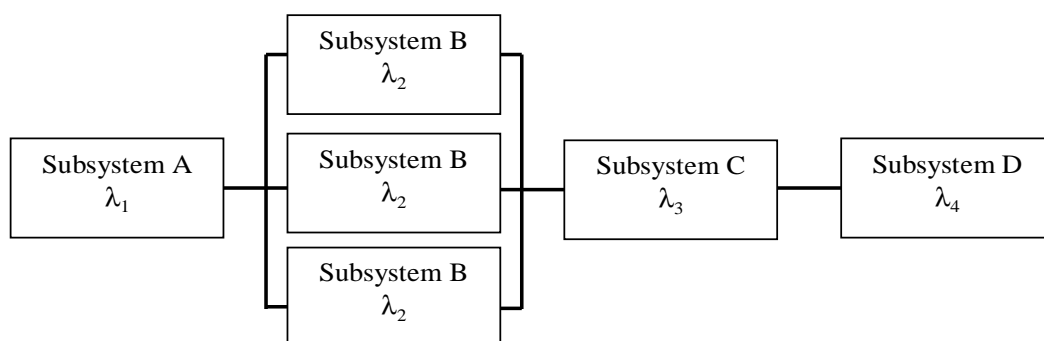 Subsystem A
λ₁
Subsystem B
λ₂
Subsystem B
λ₂
Subsystem B
λ₂
Subsystem C
λ₃
Subsystem D
λ₄